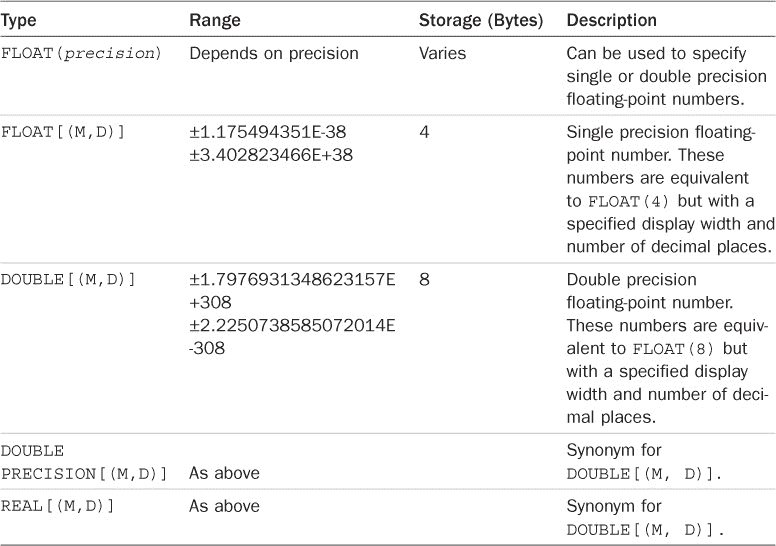 Type Range Storage (Bytes) Description
FLOAT(precision) Depends on precision Varies Can be used to specify
single or double precision
floating-point numbers.
FLOAT[(M,D)] ±1.175494351E-38 4 Single precision floating-
±3.402823466E+38 point number. These
numbers are equivalent
to FLOAT(4) but with a
specified display width and
number of decimal places.
DOUBLE[(M,D)] ±1.7976931348623157E 8 Double precision
+308 floating-point number.
±2.2250738585072014E These numbers are equiv-
-308 alent to FLOAT(8) but
with a specified display
width and number of deci-
mal places.
DOUBLE Synonym for
PRECISION[(M,D)] As above DOUBLE[(M, D)].
REAL[(M,D)] As above Synonym for
DOUBLE[(M, D)].